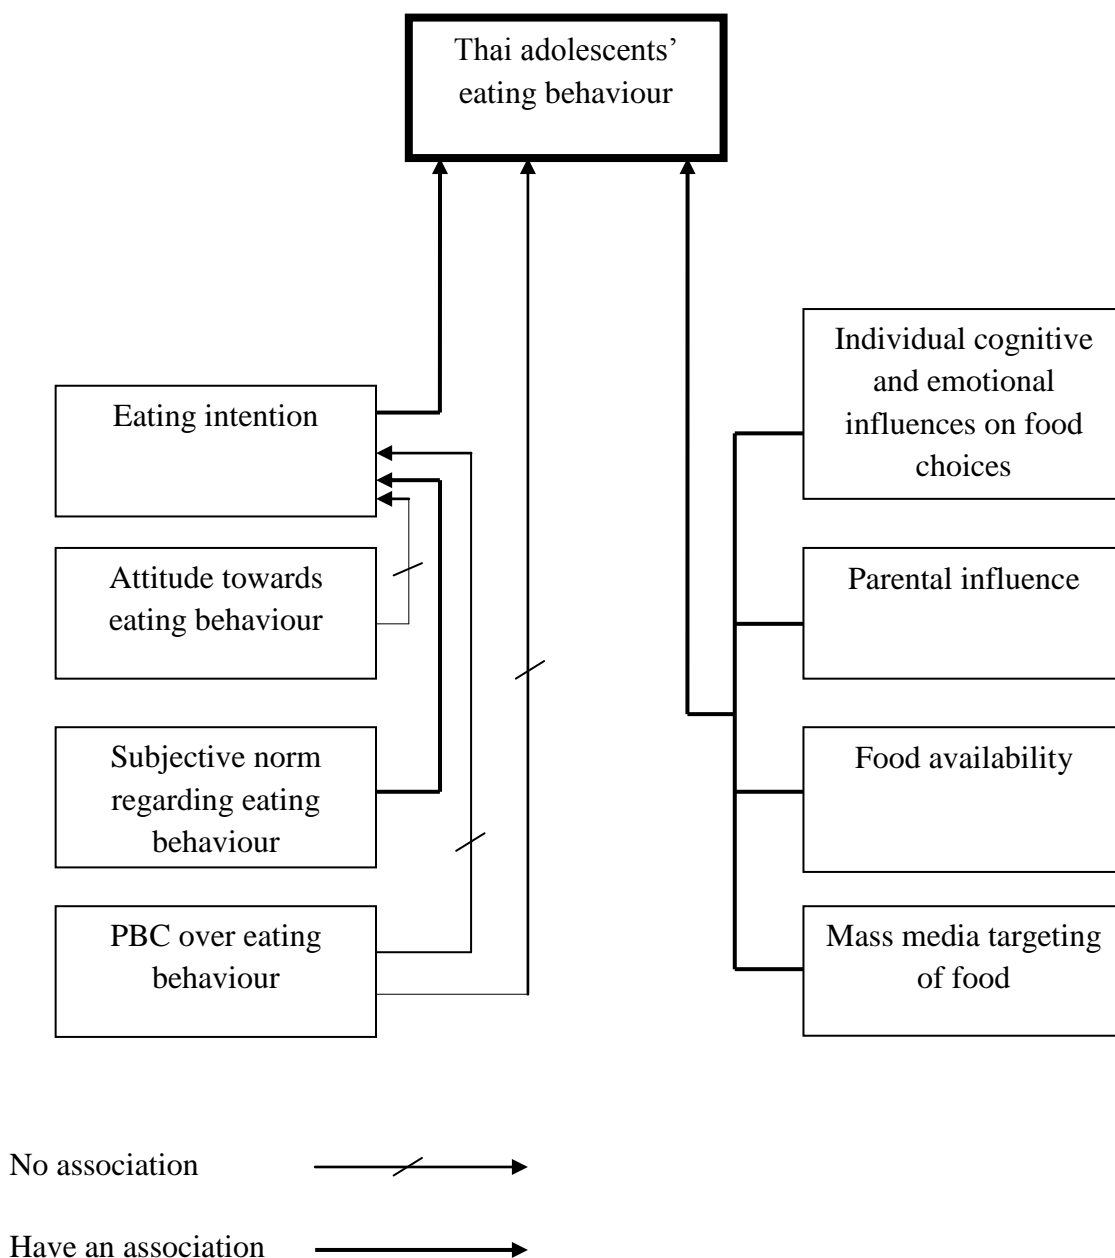 Thai adolescents’
eating behaviour
Individual cognitive
and emotional
influences on food
choices
Eating intention
Attitude towards
eating behaviour
Parental influence
Subjective norm
regarding eating
behaviour
Food availability
PBC over eating
behaviour
Mass media targeting
of food
No association
Have an association